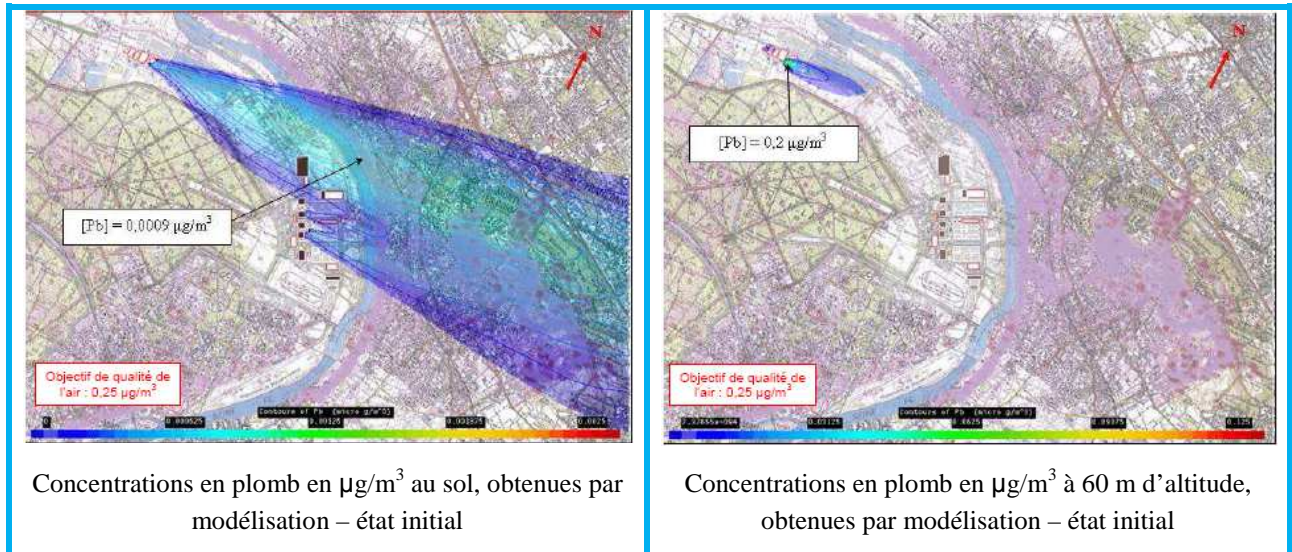 N
[Pb] = 0,0009 µg/m³
Objectif de qualité de
l'air : 0,25 µg/m³
Contours of Pb (micro g/m^3)
0 0.000625 0.00125 0.001875 0.0025
Concentrations en plomb en µg/m³ au sol, obtenues par
modélisation – état initial
N
[Pb] = 0,2 µg/m³
Objectif de qualité de
l'air : 0,25 µg/m³
Contours of Pb (micro g/m^3)
0.03125 0.0625 0.09375 0.125
Concentrations en plomb en µg/m³ à 60 m d'altitude,
obtenues par modélisation – état initial